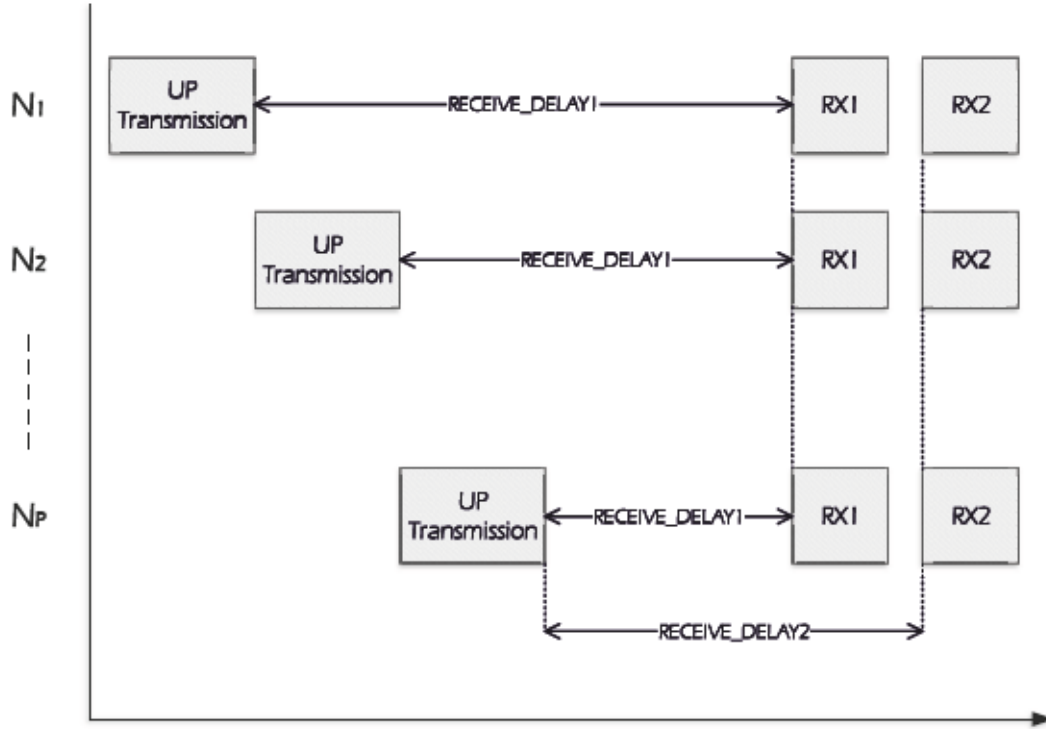 N1
UP
Transmission
RECEIVE_DELAY1
RX1
RX2
N2
UP
Transmission
RECEIVE_DELAY1
RX1
RX2
NP
UP
Transmission
RECEIVE_DELAY1
RX1
RX2
RECEIVE_DELAY2